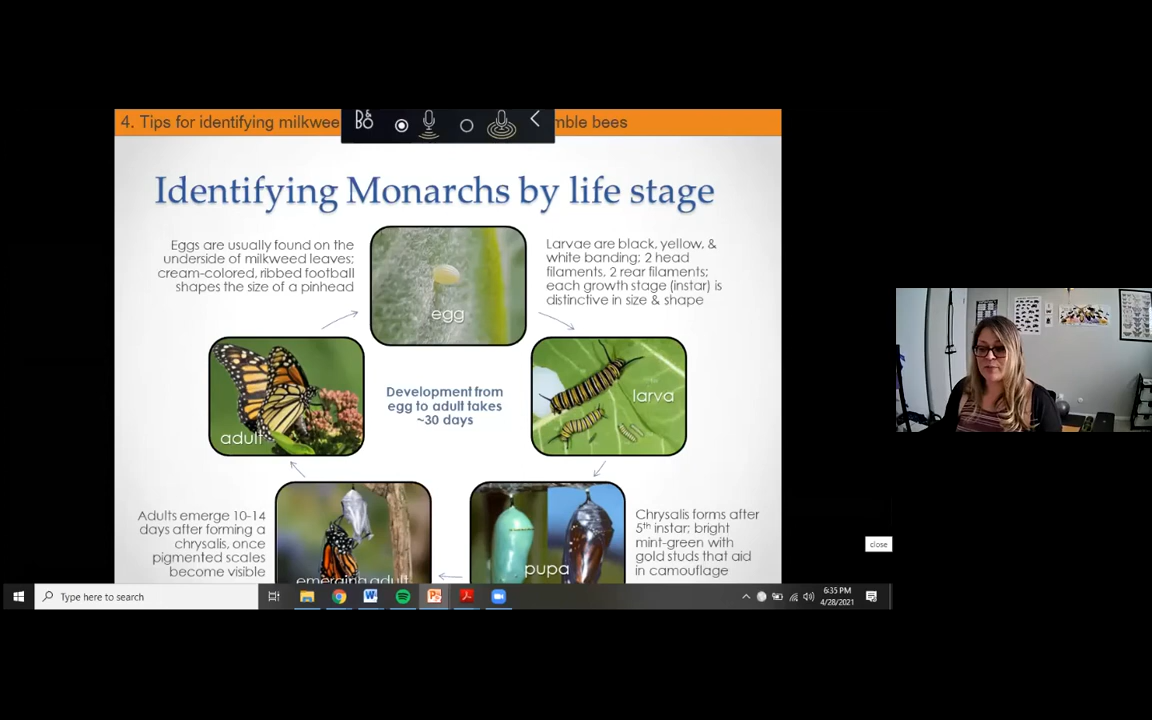 4. Tips for identifying milkwee
mble bees
Identifying Monarchs by life stage
Eggs are usually found on the
underside of milkweed leaves;
cream-colored, ribbed football
shapes the size of a pinhead
egg
Larvae are black, yellow, &
white banding; 2 head
filaments, 2 rear filaments;
each growth stage (instar) is
distinctive in size & shape
adult
Development from
egg to adult takes
~30 days
larva
Adults emerge 10-14
days after forming a
chrysalis, once
pigmented scales
become visible
emerging adult
pupa
Chrysalis forms after
5th instar; bright
mint-green with
gold studs that aid
in camouflage
close
Type here to search
6:35 PM
4/28/2021